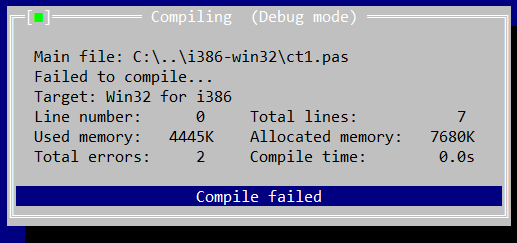 [■] Compiling (Debug mode)
Main file: C:\..\i386-win32\ct1.pas
Failed to compile...
Target: Win32 for i386
Line number: 0 Total lines: 7
Used memory: 4445K Allocated memory: 7680K
Total errors: 2 Compile time: 0.0s
Compile failed